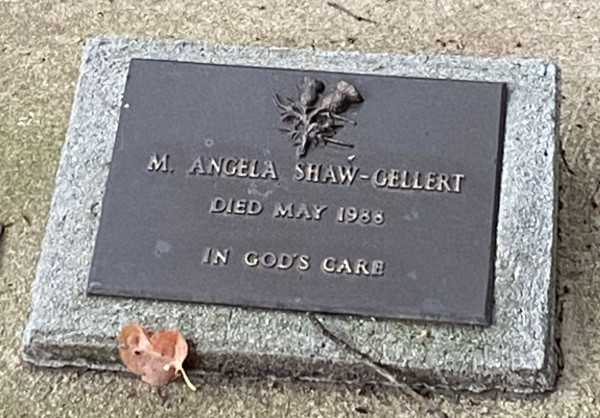 M. ANGELA SHAW-GELLERT
DIED MAY 1988
IN GOD'S CARE